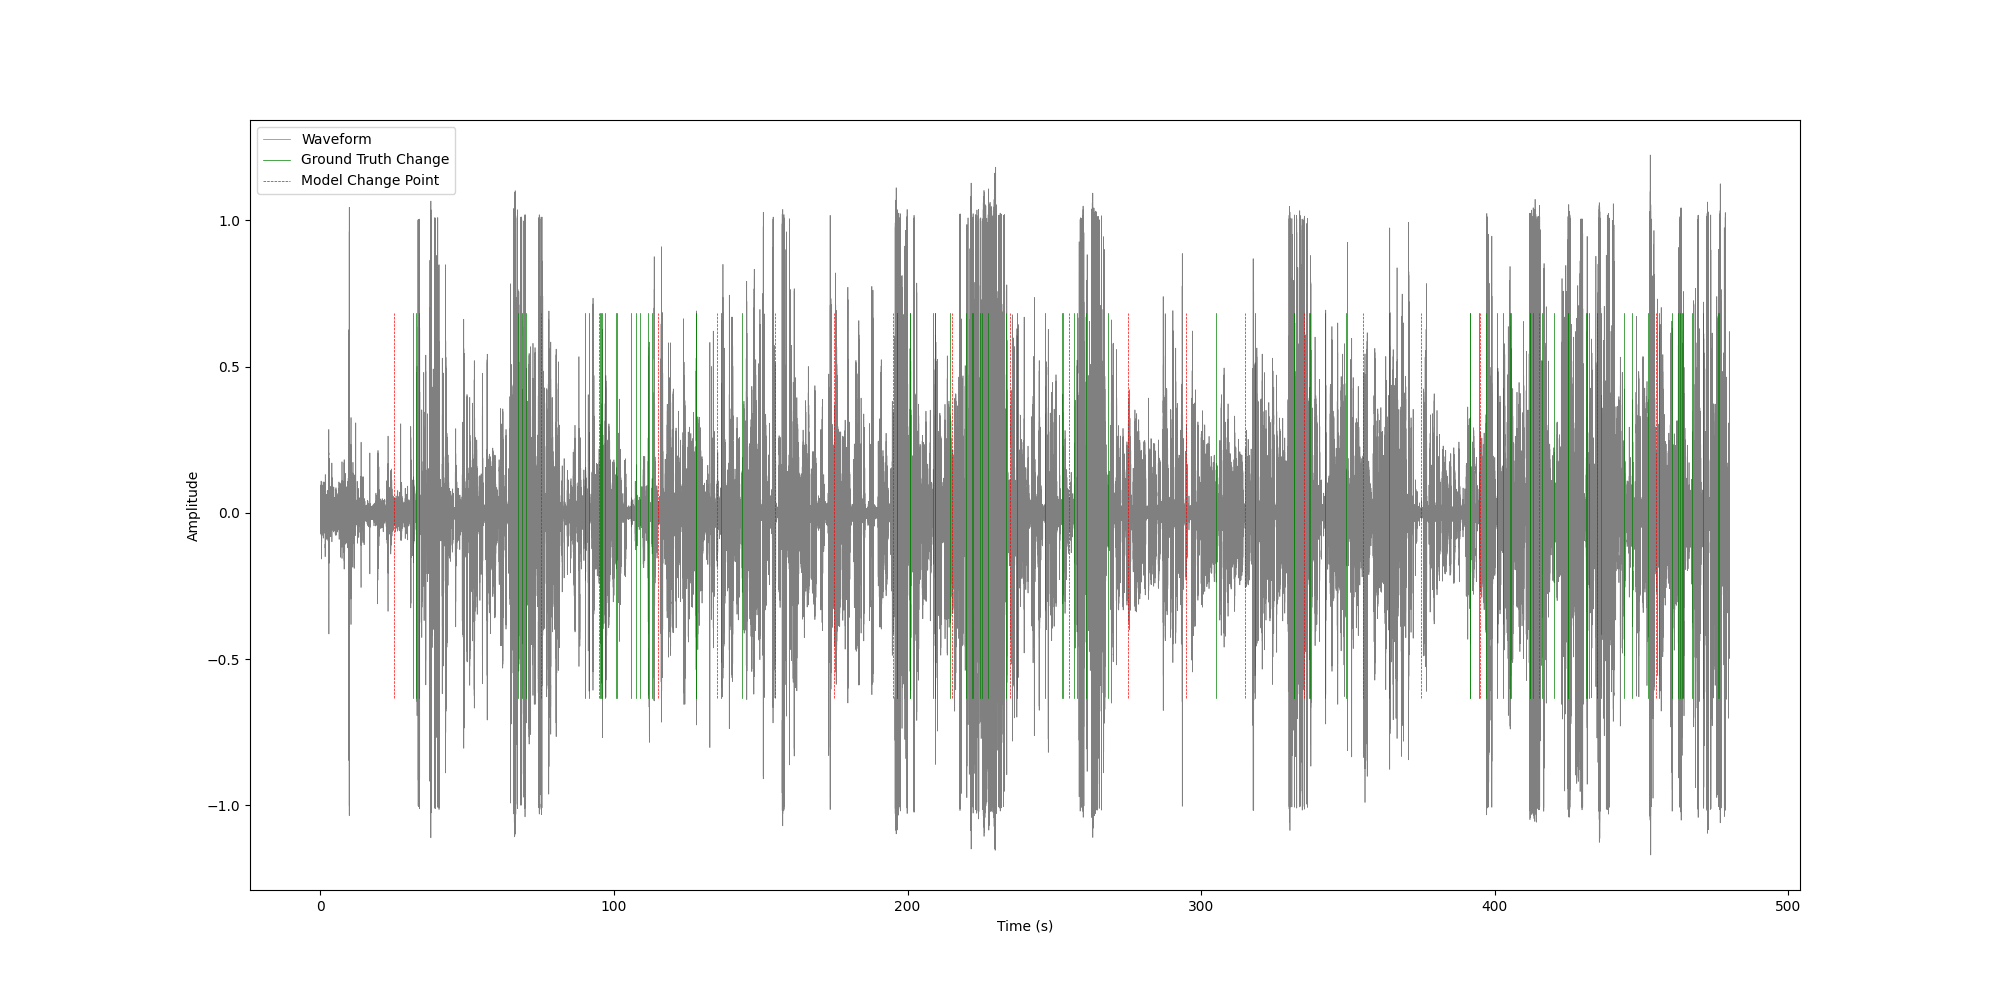 Waveform
Ground Truth Change
Model Change Point
1.0
0.5
0.0
−0.5
−1.0
Amplitude
0 100 200 300 400 500
Time (s)